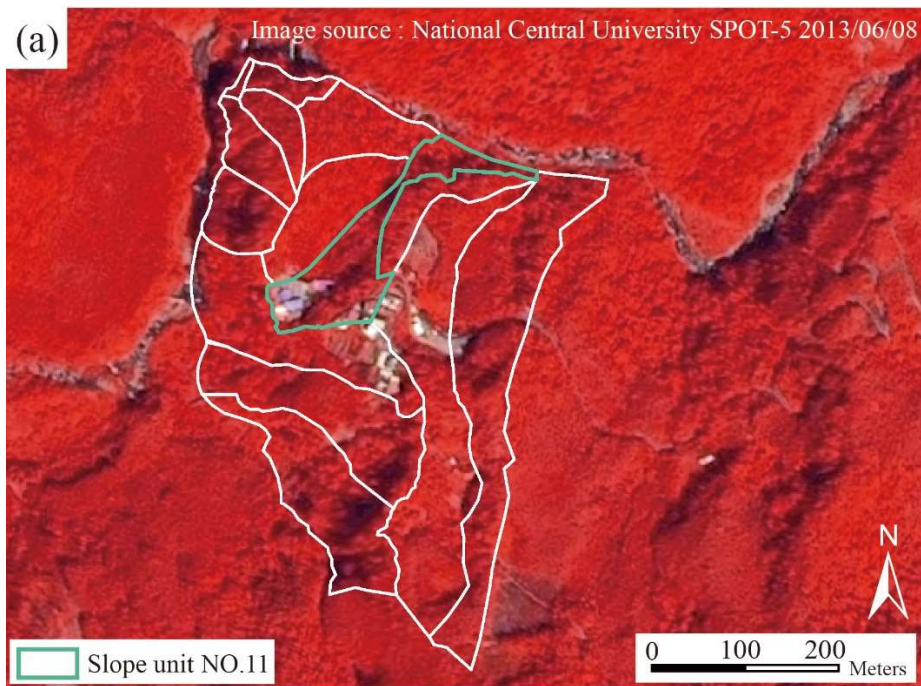 (a)
Image source : National Central University SPOT-5 2013/06/08
N
Slope unit NO.11
0 100 200
Meters